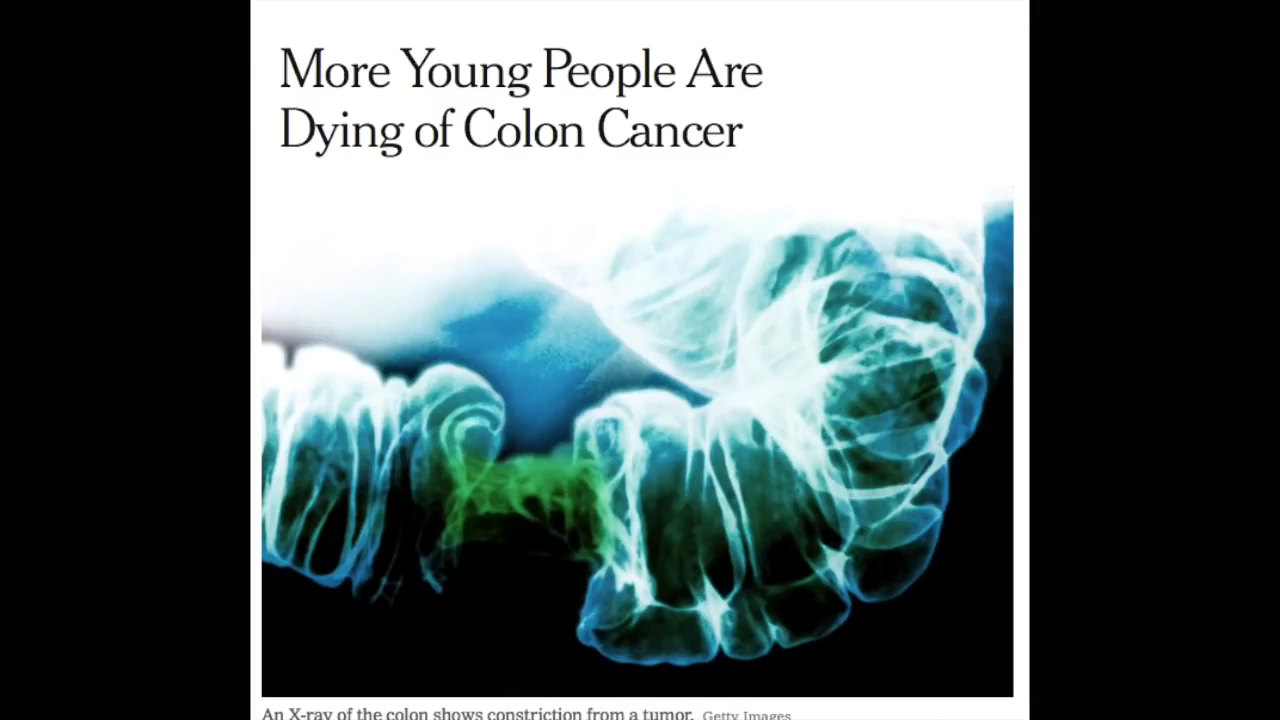 More Young People Are
Dying of Colon Cancer
An X-ray of the colon shows constriction from a tumor. Getty Images